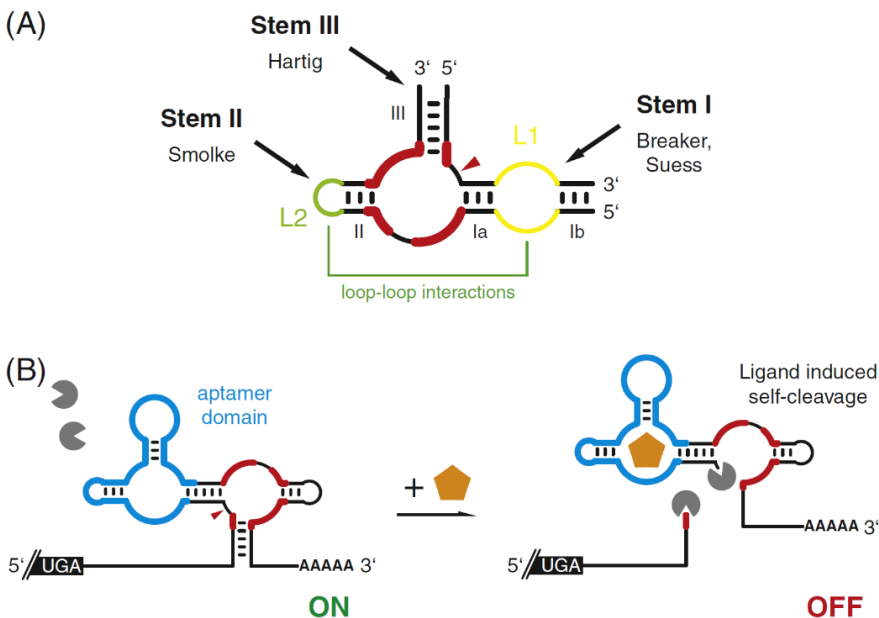 (A)
Stem III
Hartig
3‘ 5‘
III
Stem II
Smolke
L1
Stem I
Breaker,
Suess
3‘
5‘
L2
II
Ia
Ib
loop-loop interactions
(B)
aptamer
domain
Ligand induced
self-cleavage
+
5‘ UGA
AAAAA 3‘
ON
AAAAA 3‘
5‘ UGA
OFF